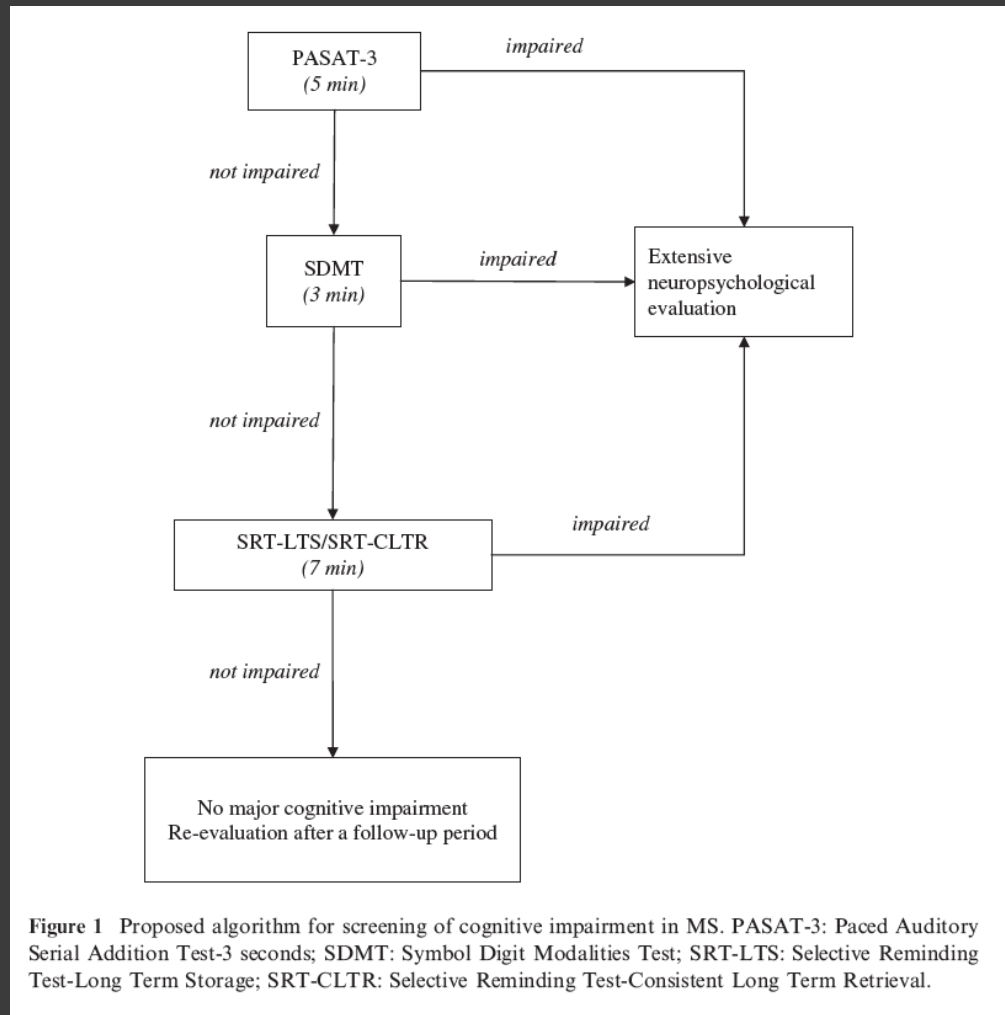 PASAT-3
(5 min)
impaired
not impaired
SDMT
(3 min)
impaired
Extensive
neuropsychological
evaluation
not impaired
SRT-LTS/SRT-CLTR
(7 min)
impaired
not impaired
No major cognitive impairment
Re-evaluation after a follow-up period
Figure 1 Proposed algorithm for screening of cognitive impairment in MS. PASAT-3: Paced Auditory
Serial Addition Test-3 seconds; SDMT: Symbol Digit Modalities Test; SRT-LTS: Selective Reminding
Test-Long Term Storage; SRT-CLTR: Selective Reminding Test-Consistent Long Term Retrieval.